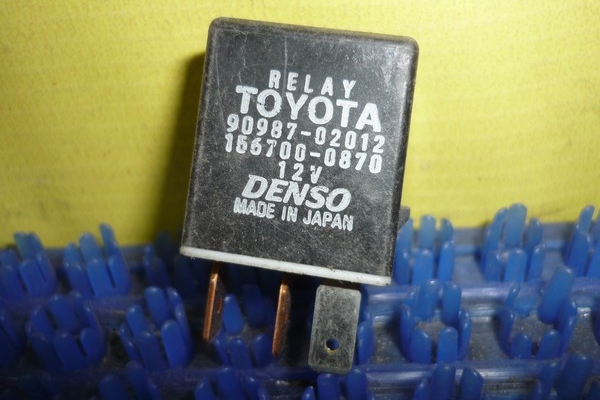 RELAY
TOYOTA
90987-02012
156700-0870
12V
DENSO
MADE IN JAPAN